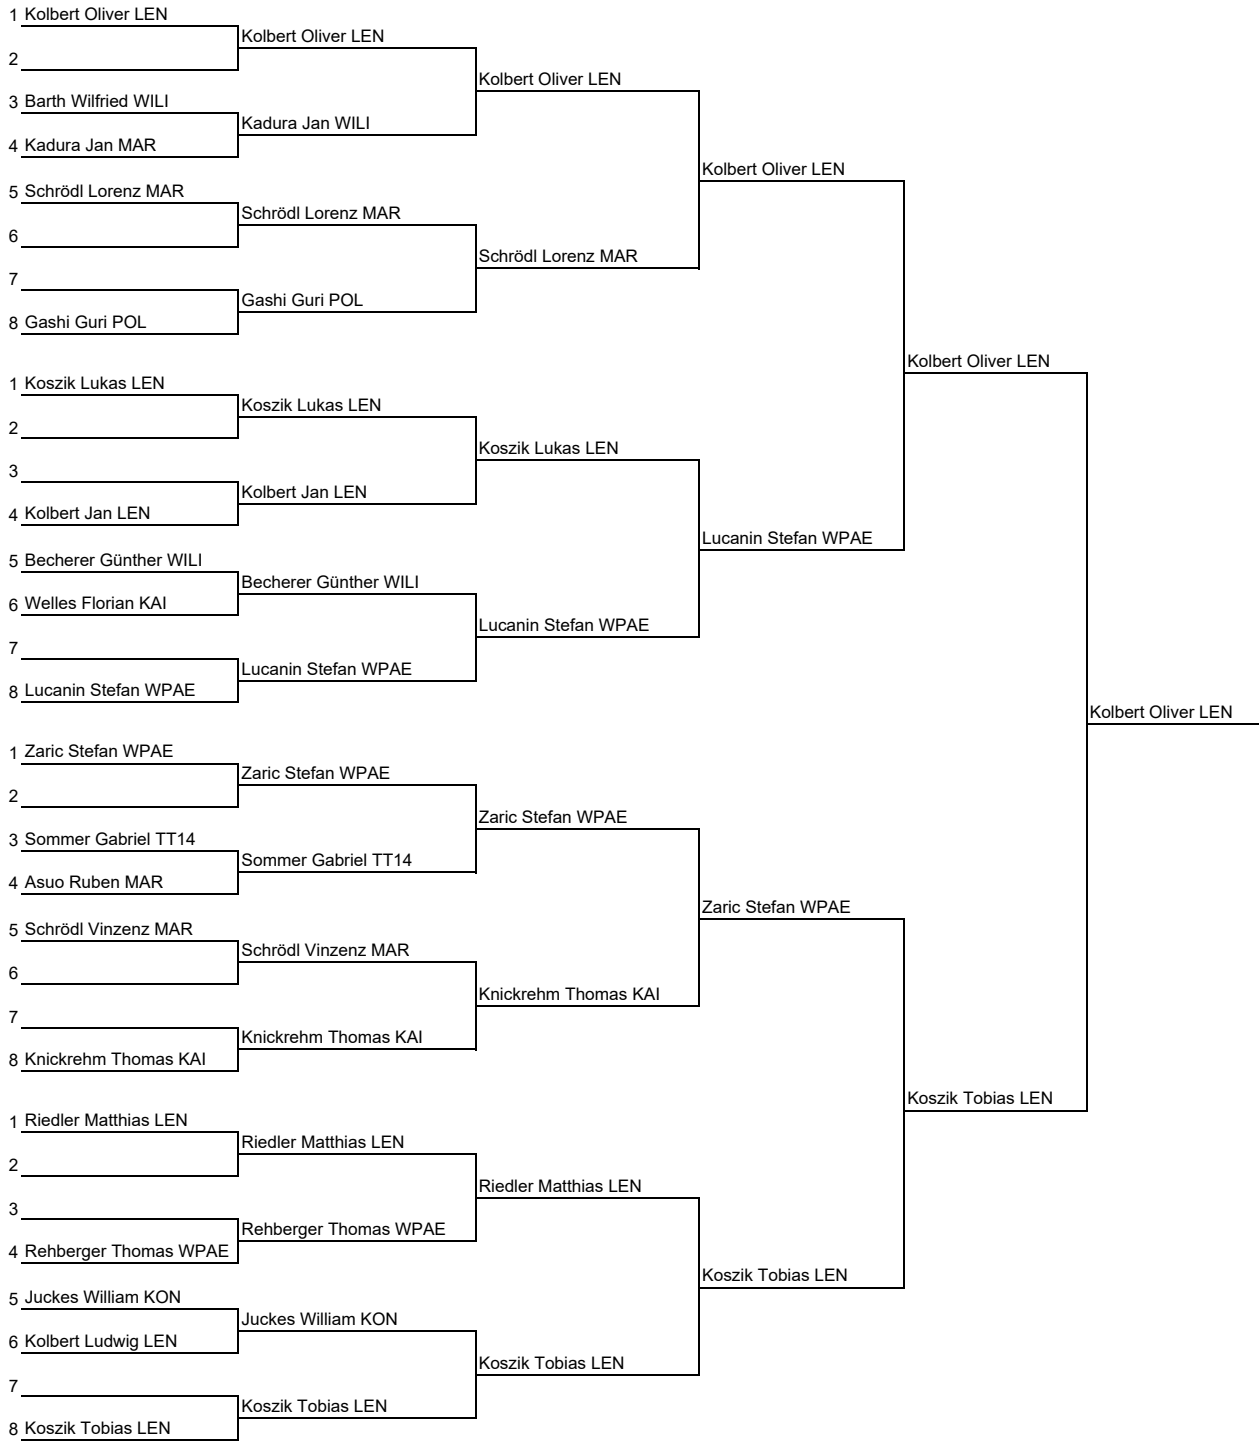 1 Kolbert Oliver LEN
Kolbert Oliver LEN
2
Kolbert Oliver LEN
3 Barth Wilfried WILI
Kadura Jan WILI
4 Kadura Jan MAR
Kolbert Oliver LEN
5 Schrödl Lorenz MAR
Schrödl Lorenz MAR
6
Schrödl Lorenz MAR
7
Gashi Guri POL
8 Gashi Guri POL
Kolbert Oliver LEN
1 Koszik Lukas LEN
Koszik Lukas LEN
2
Koszik Lukas LEN
3
Kolbert Jan LEN
4 Kolbert Jan LEN
Lucanin Stefan WPAE
5 Becherer Günther WILI
Becherer Günther WILI
6 Welles Florian KAI
Lucanin Stefan WPAE
7
Lucanin Stefan WPAE
8 Lucanin Stefan WPAE
Kolbert Oliver LEN
1 Zaric Stefan WPAE
Zaric Stefan WPAE
2
Zaric Stefan WPAE
3 Sommer Gabriel TT14
Sommer Gabriel TT14
4 Asuo Ruben MAR
Zaric Stefan WPAE
5 Schrödl Vinzenz MAR
Schrödl Vinzenz MAR
6
Knickrehm Thomas KAI
7
Knickrehm Thomas KAI
8 Knickrehm Thomas KAI
Koszik Tobias LEN
1 Riedler Matthias LEN
Riedler Matthias LEN
2
Riedler Matthias LEN
3
Rehberger Thomas WPAE
4 Rehberger Thomas WPAE
Koszik Tobias LEN
5 Juckes William KON
Juckes William KON
6 Kolbert Ludwig LEN
Koszik Tobias LEN
7
Koszik Tobias LEN
8 Koszik Tobias LEN